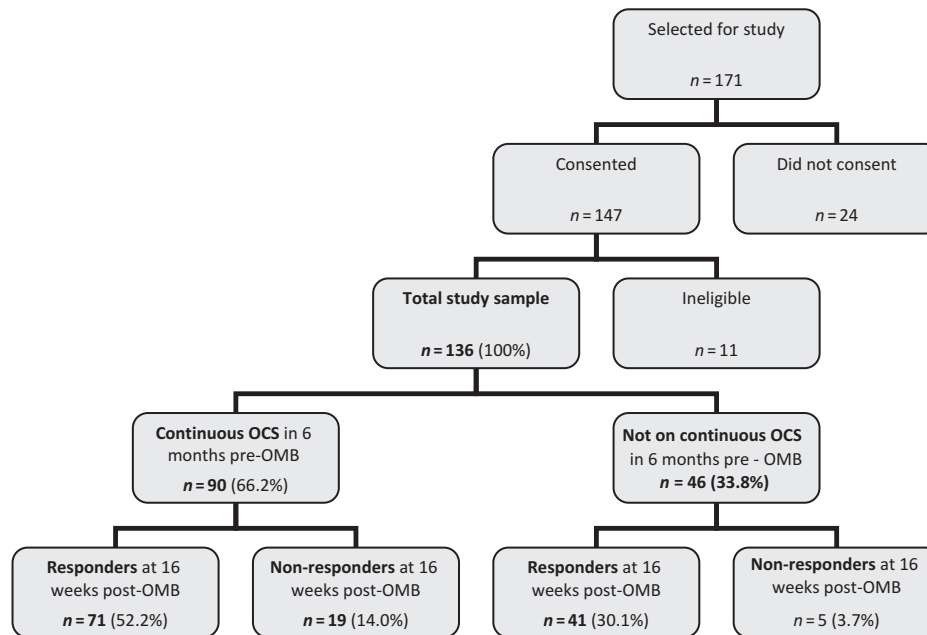 Selected for study
n = 171
Consented
n = 147
Did not consent
n = 24
Total study sample
n = 136 (100%)
Ineligible
n = 11
Continuous OCS in 6
months pre-OMB
n = 90 (66.2%)
Not on continuous OCS
in 6 months pre - OMB
n = 46 (33.8%)
Responders at 16
weeks post-OMB
n = 71 (52.2%)
Non-responders at 16
weeks post-OMB
n = 19 (14.0%)
Responders at 16
weeks post-OMB
n = 41 (30.1%)
Non-responders at 16
weeks post-OMB
n = 5 (3.7%)